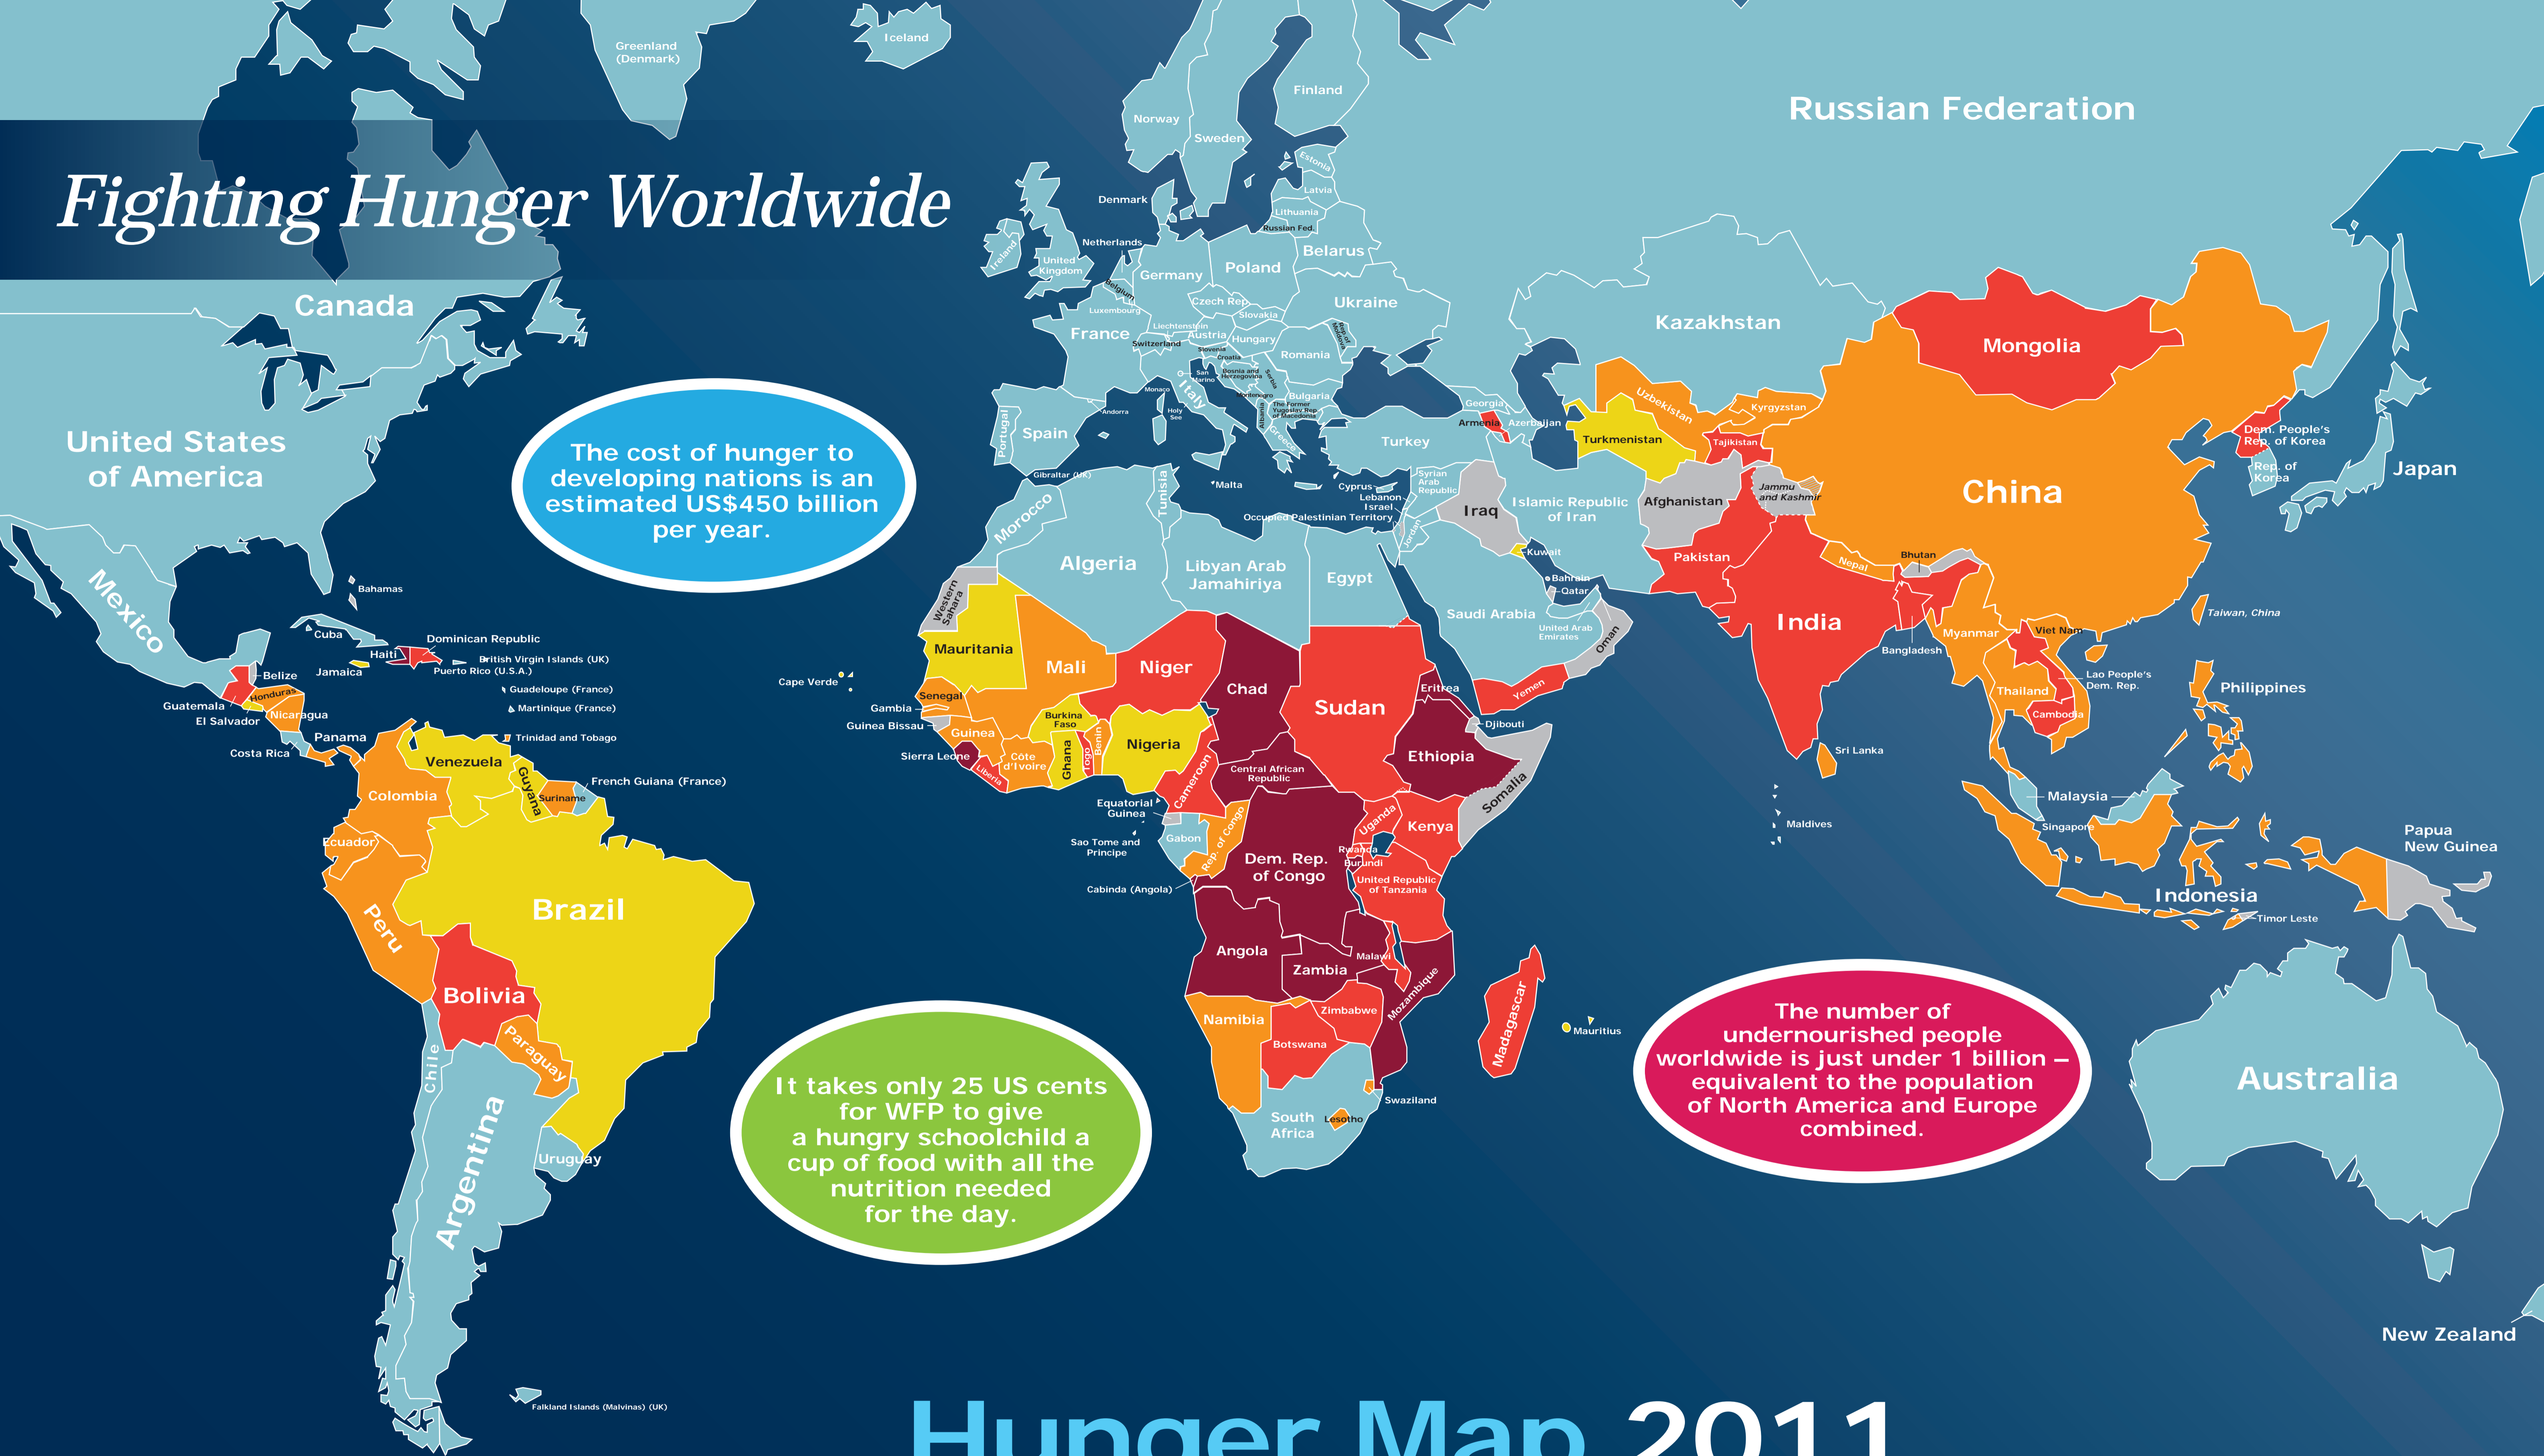 Greenland
(Denmark)
Iceland
Norway
Sweden
Finland
Russian Federation
Fighting Hunger Worldwide
Canada
United States
of America
Mexico
The cost of hunger to
developing nations is an
estimated US$450 billion
per year.
Estonia
Latvia
Lithuania
Russian Fed.
Belarus
Denmark
Netherlands
Ireland
United
Kingdom
Germany
Poland
Belgium
Luxembourg
Czech Rep.
Slovakia
Ukraine
France
Liechtenstein
Switzerland
Austria
Hungary
Rep. of
Moldova
Slovenia
Croatia
Romania
San
Marino
Bosnia and
Herzegovina
Serbia
Monaco
Italy
Montenegro
Bulgaria
Holy
See
Andorra
Albania
The Former
Yugoslav Rep.
of Macedonia
Greece
Portugal
Spain
Gibraltar (UK)
Malta
Turkey
Georgia
Armenia
Azerbaijan
Cyprus
Syrian
Arab
Republic
Lebanon
Israel
Occupied Palestinian Territory
Jordan
Iraq
Islamic Republic
of Iran
Kuwait
Bahrain
Qatar
Saudi Arabia
United Arab
Emirates
Oman
Yemen
Kazakhstan
Uzbekistan
Kyrgyzstan
Turkmenistan
Tajikistan
Afghanistan
Jammu
and Kashmir
Pakistan
India
Nepal
Bhutan
Bangladesh
Sri Lanka
Maldives
Mongolia
China
Dem. People's
Rep. of Korea
Rep. of
Korea
Japan
Taiwan, China
Myanmar
Viet Nam
Lao People's
Dem. Rep.
Thailand
Cambodia
Philippines
Malaysia
Singapore
Indonesia
Timor Leste
Papua
New Guinea
Australia
New Zealand
Bahamas
Cuba
Haiti
Dominican Republic
British Virgin Islands (UK)
Jamaica
Puerto Rico (U.S.A.)
Belize
Guadeloupe (France)
Honduras
Guatemala
Martinique (France)
El Salvador
Nicaragua
Panama
Costa Rica
Trinidad and Tobago
Venezuela
Guyana
Suriname
French Guiana (France)
Colombia
Ecuador
Peru
Brazil
Bolivia
Paraguay
Chile
Argentina
Uruguay
Falkland Islands (Malvinas) (UK)
Morocco
Tunisia
Algeria
Libyan Arab
Jamahiriya
Egypt
Western
Sahara
Mauritania
Mali
Niger
Chad
Sudan
Eritrea
Djibouti
Ethiopia
Somalia
Cape Verde
Senegal
Gambia
Guinea Bissau
Guinea
Sierra Leone
Liberia
Côte
d'Ivoire
Burkina
Faso
Ghana
Togo
Benin
Nigeria
Cameroon
Central African
Republic
Equatorial
Guinea
Sao Tome and
Principe
Gabon
Rep. of Congo
Cabinda (Angola)
Dem. Rep.
of Congo
Uganda
Kenya
Rwanda
Burundi
United Republic
of Tanzania
Angola
Zambia
Malawi
Mozambique
Zimbabwe
Namibia
Botswana
Madagascar
Mauritius
South
Africa
Swaziland
Lesotho
It takes only 25 US cents
for WFP to give
a hungry schoolchild a
cup of food with all the
nutrition needed
for the day.
The number of
undernourished people
worldwide is just under 1 billion –
equivalent to the population
of North America and Europe
combined.
Hunger Map 2011